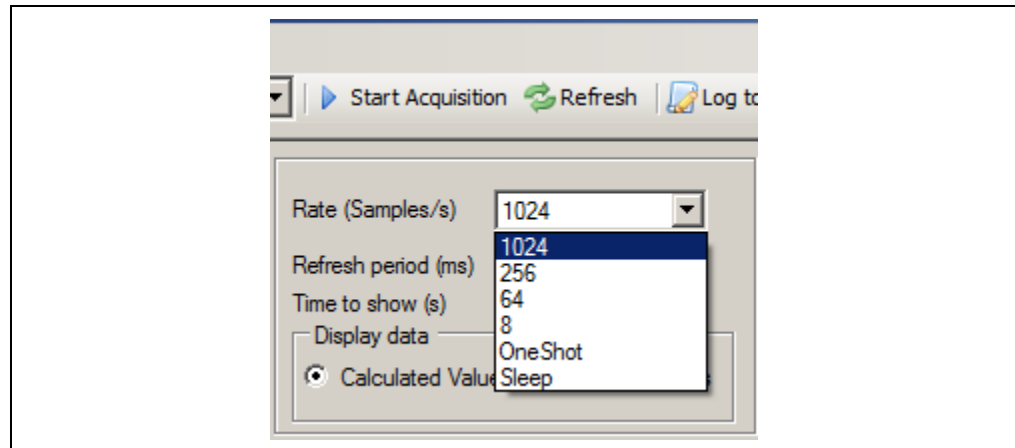 Start Acquisition Refresh Log to
Rate (Samples/s) 1024
1024
Refresh period (ms)
256
Time to show (s)
64
8
Display data
OneShot
Calculated Value
Sleep